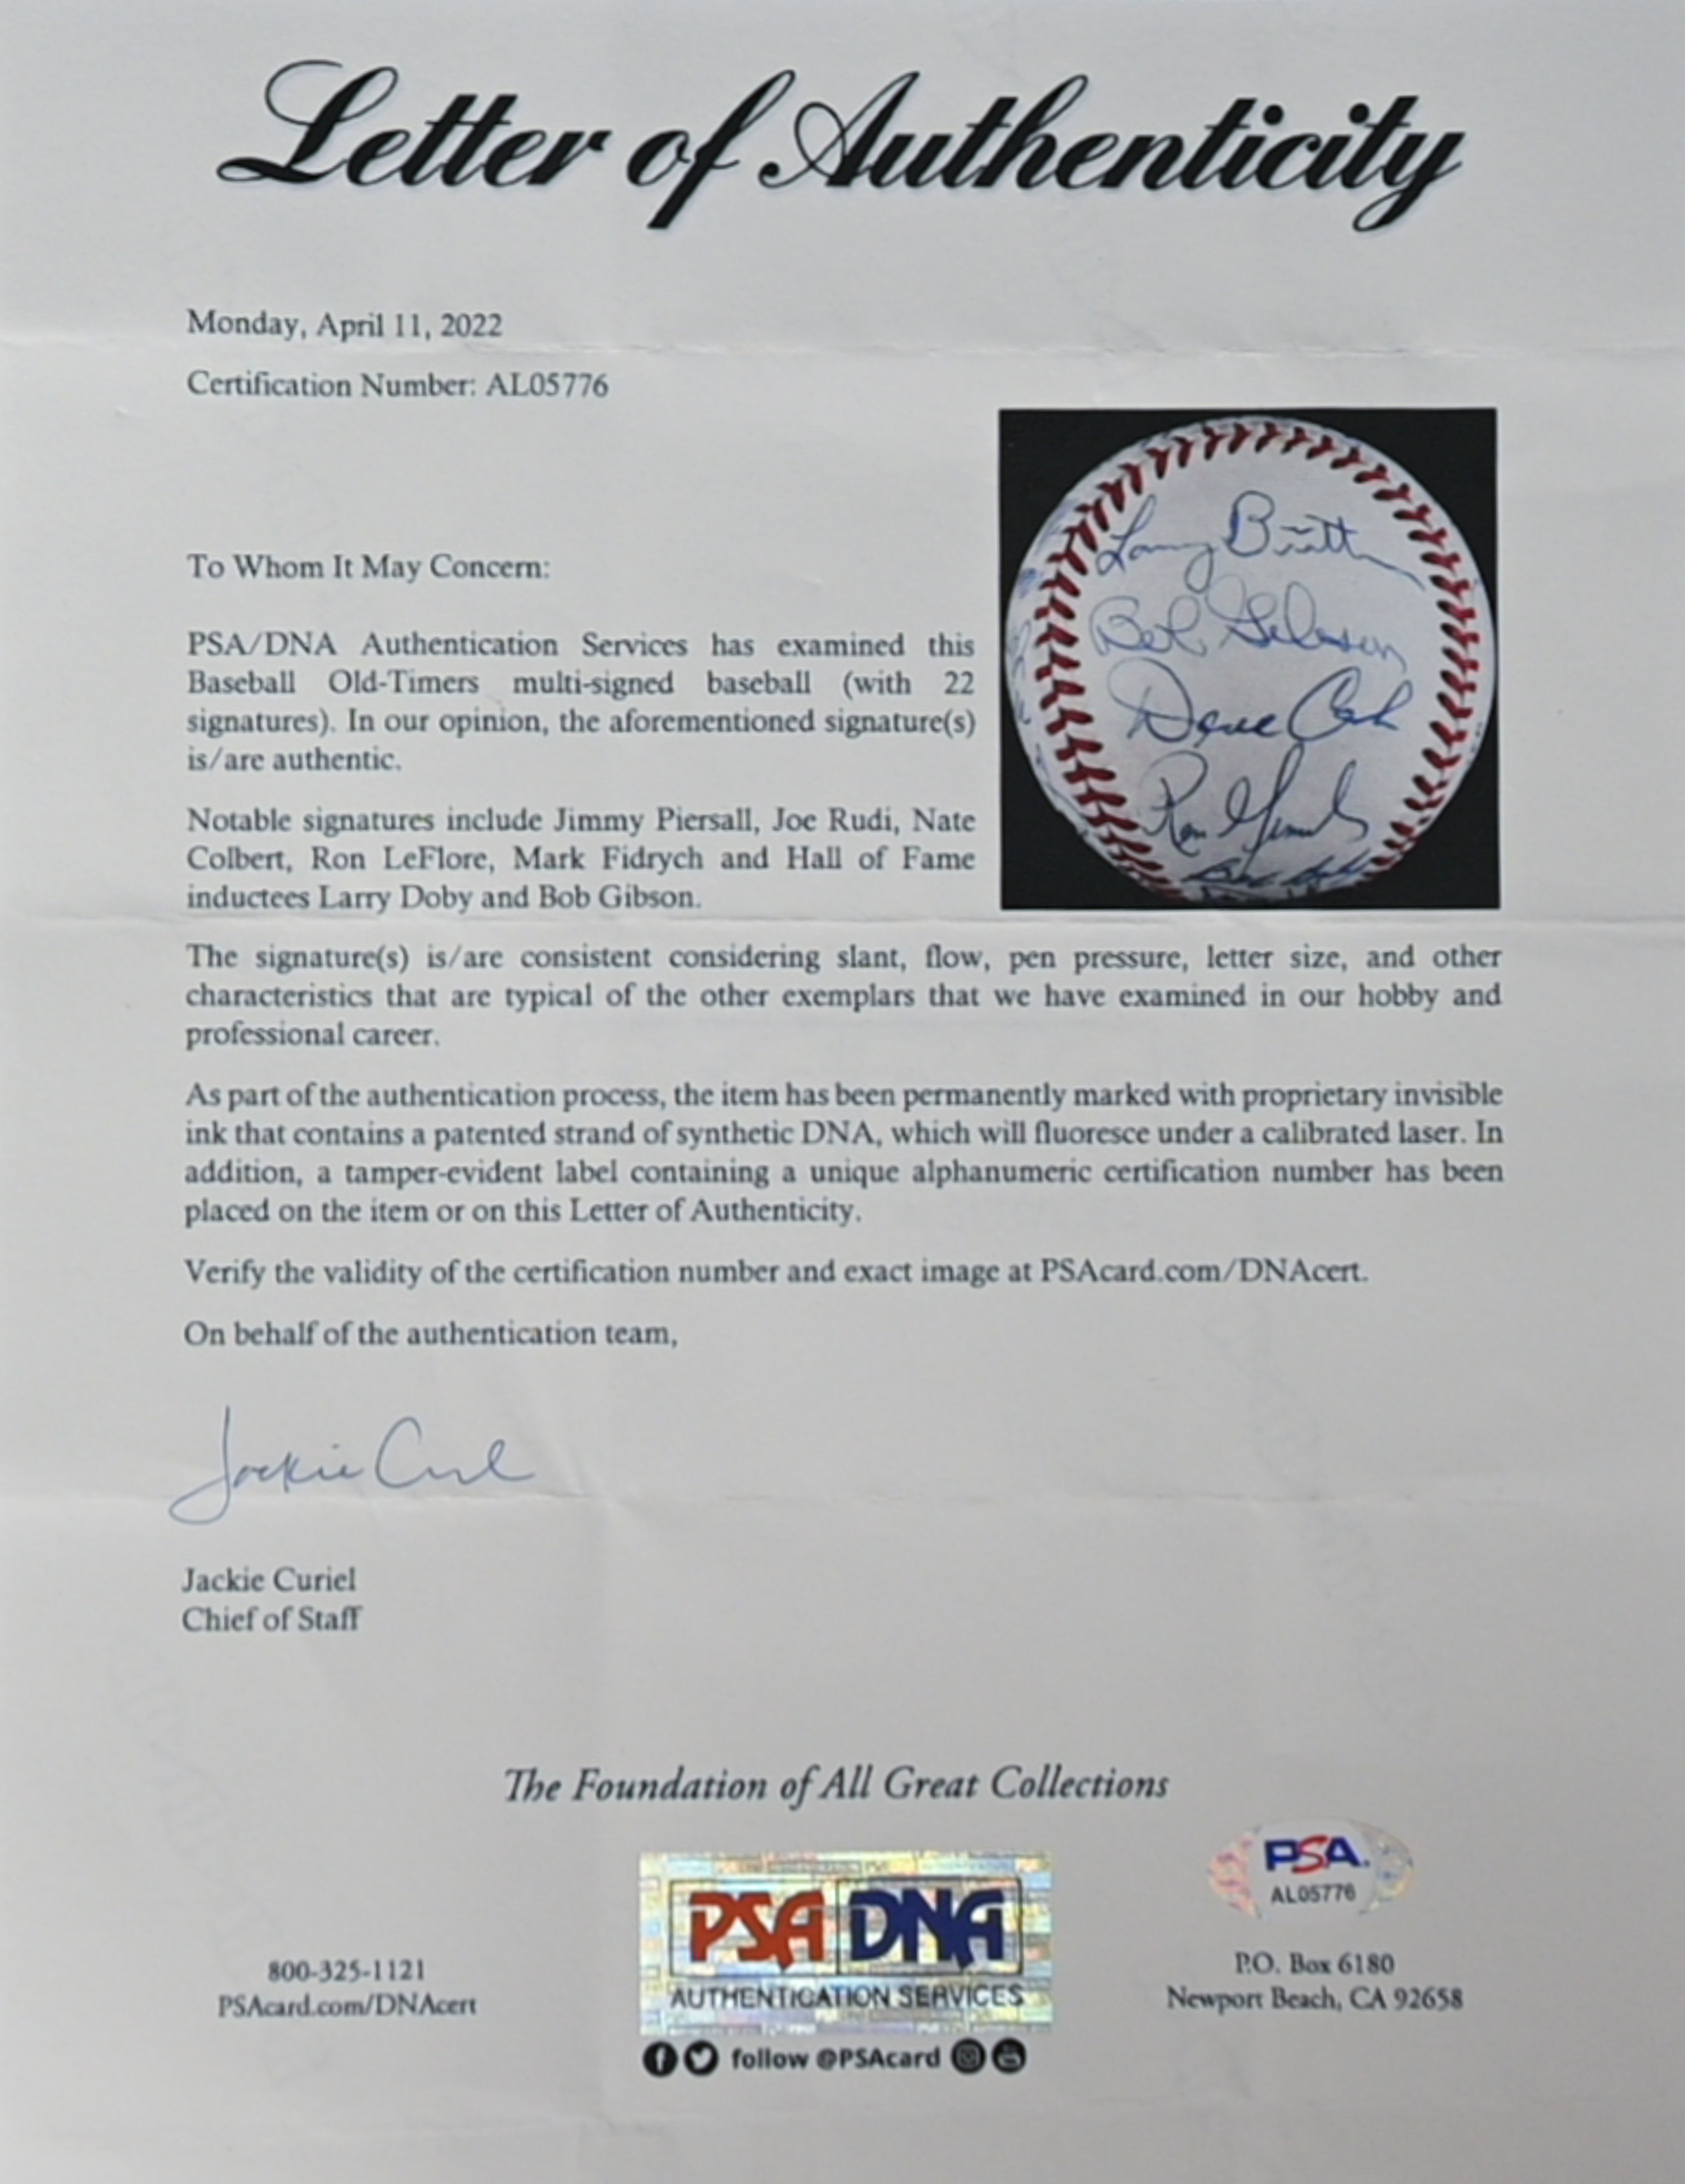 Letter of Authenticity
Monday, April 11, 2022
Certification Number: AL05776
To Whom It May Concern:
PSA/DNA Authentication Services has examined this
Baseball Old-Timers multi-signed baseball (with 22
signatures). In our opinion, the aforementioned signature(s)
is/are authentic.
Notable signatures include Jimmy Piersall, Joe Rudi, Nate
Colbert, Ron LeFlore, Mark Fidrych and Hall of Fame
inductees Larry Doby and Bob Gibson.
Larry
Bob Gibson
Dave Cash
Ron
The signature(s) is/are consistent considering slant, flow, pen pressure, letter size, and other
characteristics that are typical of the other exemplars that we have examined in our hobby and
professional career.
As part of the authentication process, the item has been permanently marked with proprietary invisible
ink that contains a patented strand of synthetic DNA, which will fluoresce under a calibrated laser. In
addition, a tamper-evident label containing a unique alphanumeric certification number has been
placed on the item or on this Letter of Authenticity.
Verify the validity of the certification number and exact image at PSAcard.com/DNAcert.
On behalf of the authentication team,
Jackie Curiel
Jackie Curiel
Chief of Staff
The Foundation of All Great Collections
800-325-1121
PSAcard.com/DNAcert
PSA DNA
AUTHENTICATION SERVICES
follow @PSAcard
PSA
AL05776
P.O. Box 6180
Newport Beach, CA 92658